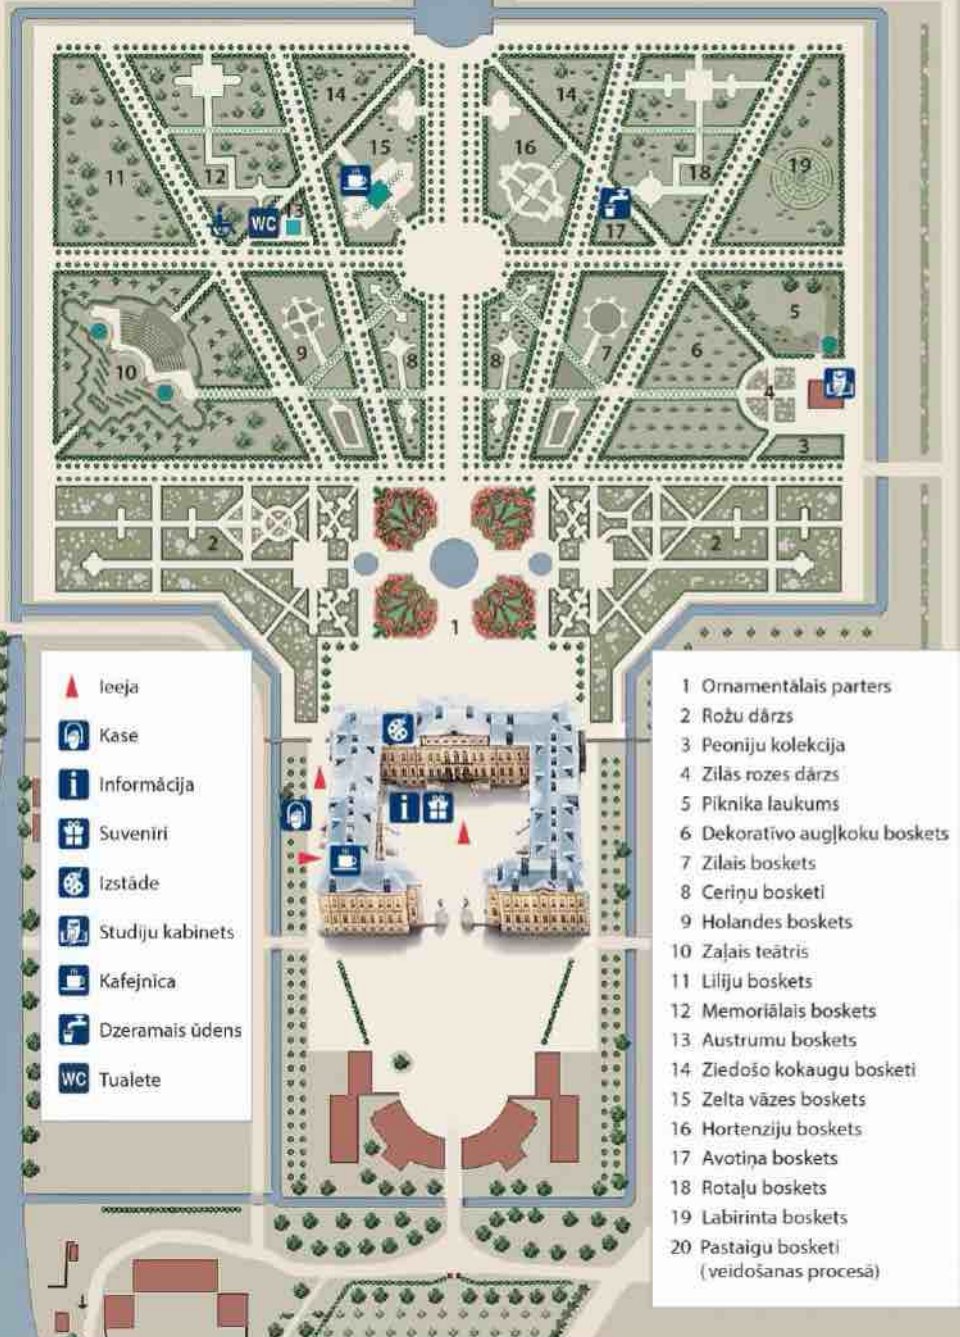 14
14
15
16
19
11
12
18
13
WC
17
5
9
8
8
7
6
10
4
3
2
2
1
Ieeja
Kase
i
Informācija
Suvenīri
Izstāde
Studiju kabinets
Kafejnīca
Dzeramais ūdens
WC Tualete
i
1 Ornamentālais parters
2 Rožu dārzs
3 Peoniju kolekcija
4 Zilās rozes dārzs
5 Piknika laukums
6 Dekoratīvo augļkoku boskets
7 Zilais boskets
8 Ceriņu bosketi
9 Holandes boskets
10 Zaļais teātris
11 Liliju boskets
12 Memoriālais boskets
13 Austrumu boskets
14 Ziedošo kokaugu bosketi
15 Zelta vāzes boskets
16 Hortenziju boskets
17 Avotiņa boskets
18 Rotaļu boskets
19 Labirinta boskets
20 Pastaigu bosketi
(veidošanas procesā)